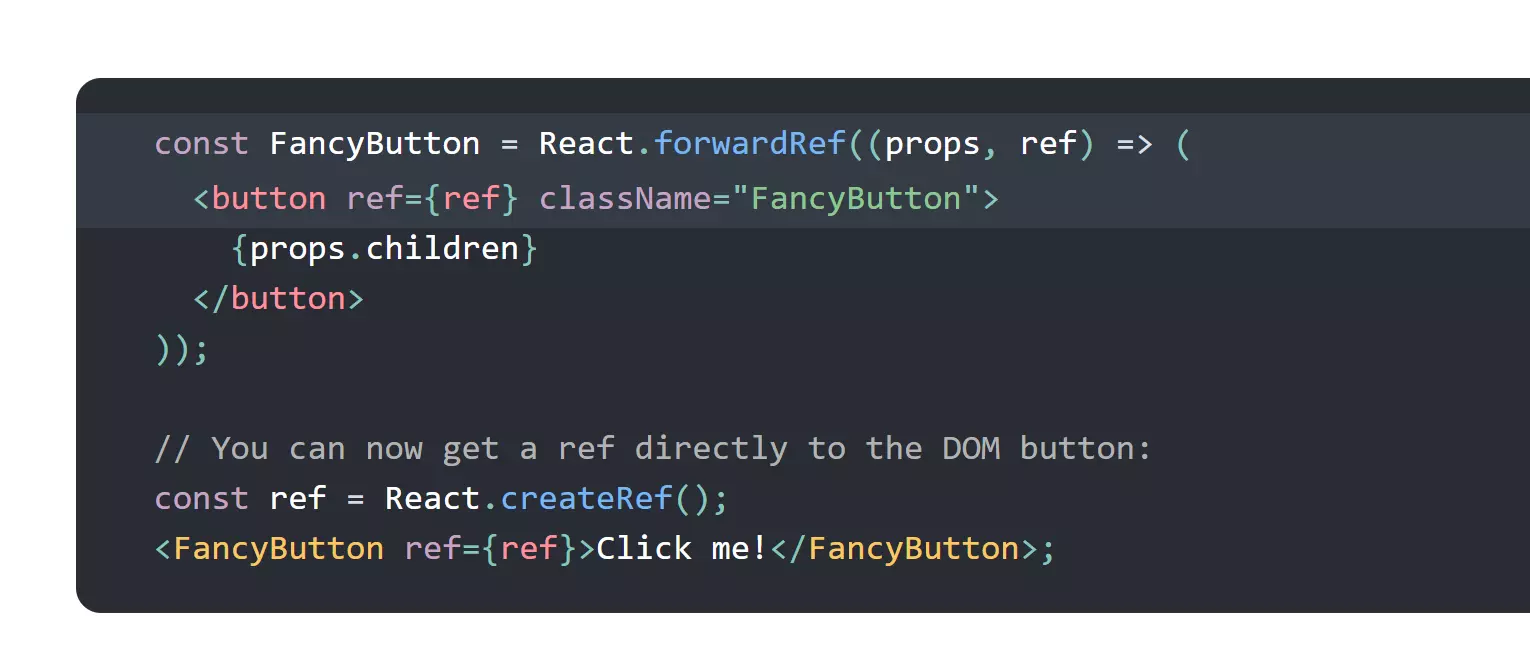 const FancyButton = React.forwardRef((props, ref) => (
  <button ref={ref} className="FancyButton">
    {props.children}
  </button>
));
// You can now get a ref directly to the DOM button:
const ref = React.createRef();
<FancyButton ref={ref}>Click me!</FancyButton>;